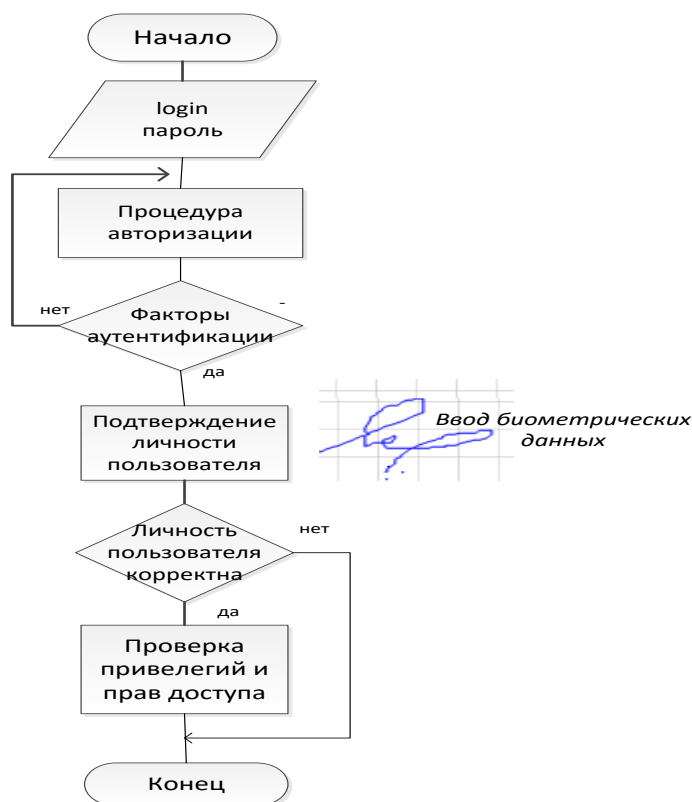 Начало
login
пароль
Процедура
авторизации
нет
Факторы
аутентификации
-
да
Подтверждение
личности
пользователя
Ввод биометрических
данных
Личность
пользователя
корректна
нет
да
Проверка
привелегий и
прав доступа
Конец